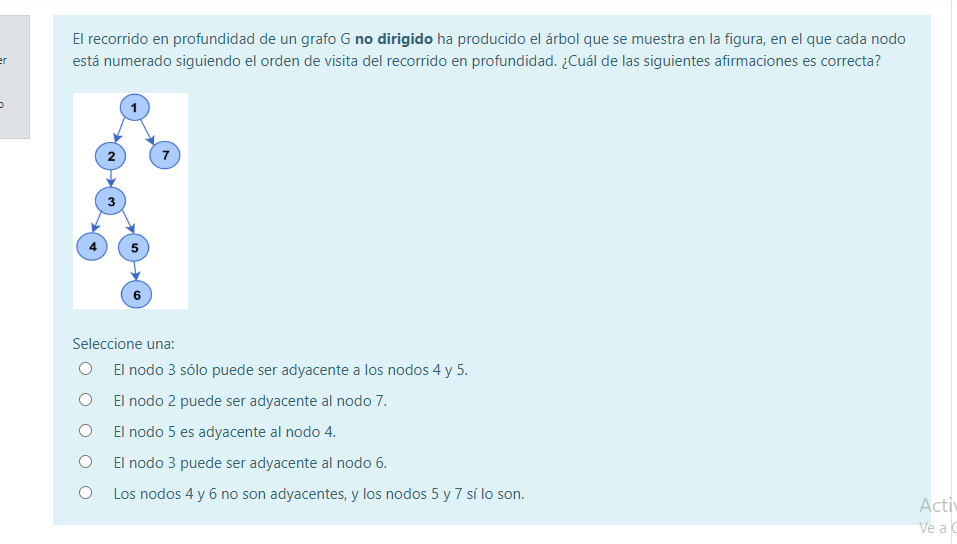 El recorrido en profundidad de un grafo G no dirigido ha producido el árbol que se muestra en la figura, en el que cada nodo
er
está numerado siguiendo el orden de visita del recorrido en profundidad. ¿Cuál de las siguientes afirmaciones es correcta?
o
1
2 7
3
4 5
6
Seleccione una:
El nodo 3 sólo puede ser adyacente a los nodos 4 y 5.
El nodo 2 puede ser adyacente al nodo 7.
El nodo 5 es adyacente al nodo 4.
El nodo 3 puede ser adyacente al nodo 6.
Los nodos 4 y 6 no son adyacentes, y los nodos 5 y 7 sí lo son.
Activ
Ve a C